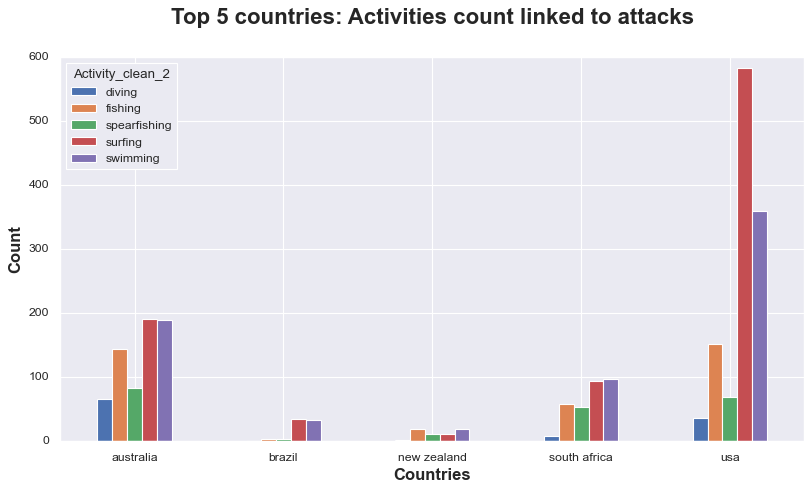 Top 5 countries: Activities count linked to attacks
600
500
400
300
200
100
0
Count
Activity_clean_2
diving
fishing
spearfishing
surfing
swimming
australia
brazil
new zealand
south africa
usa
Countries